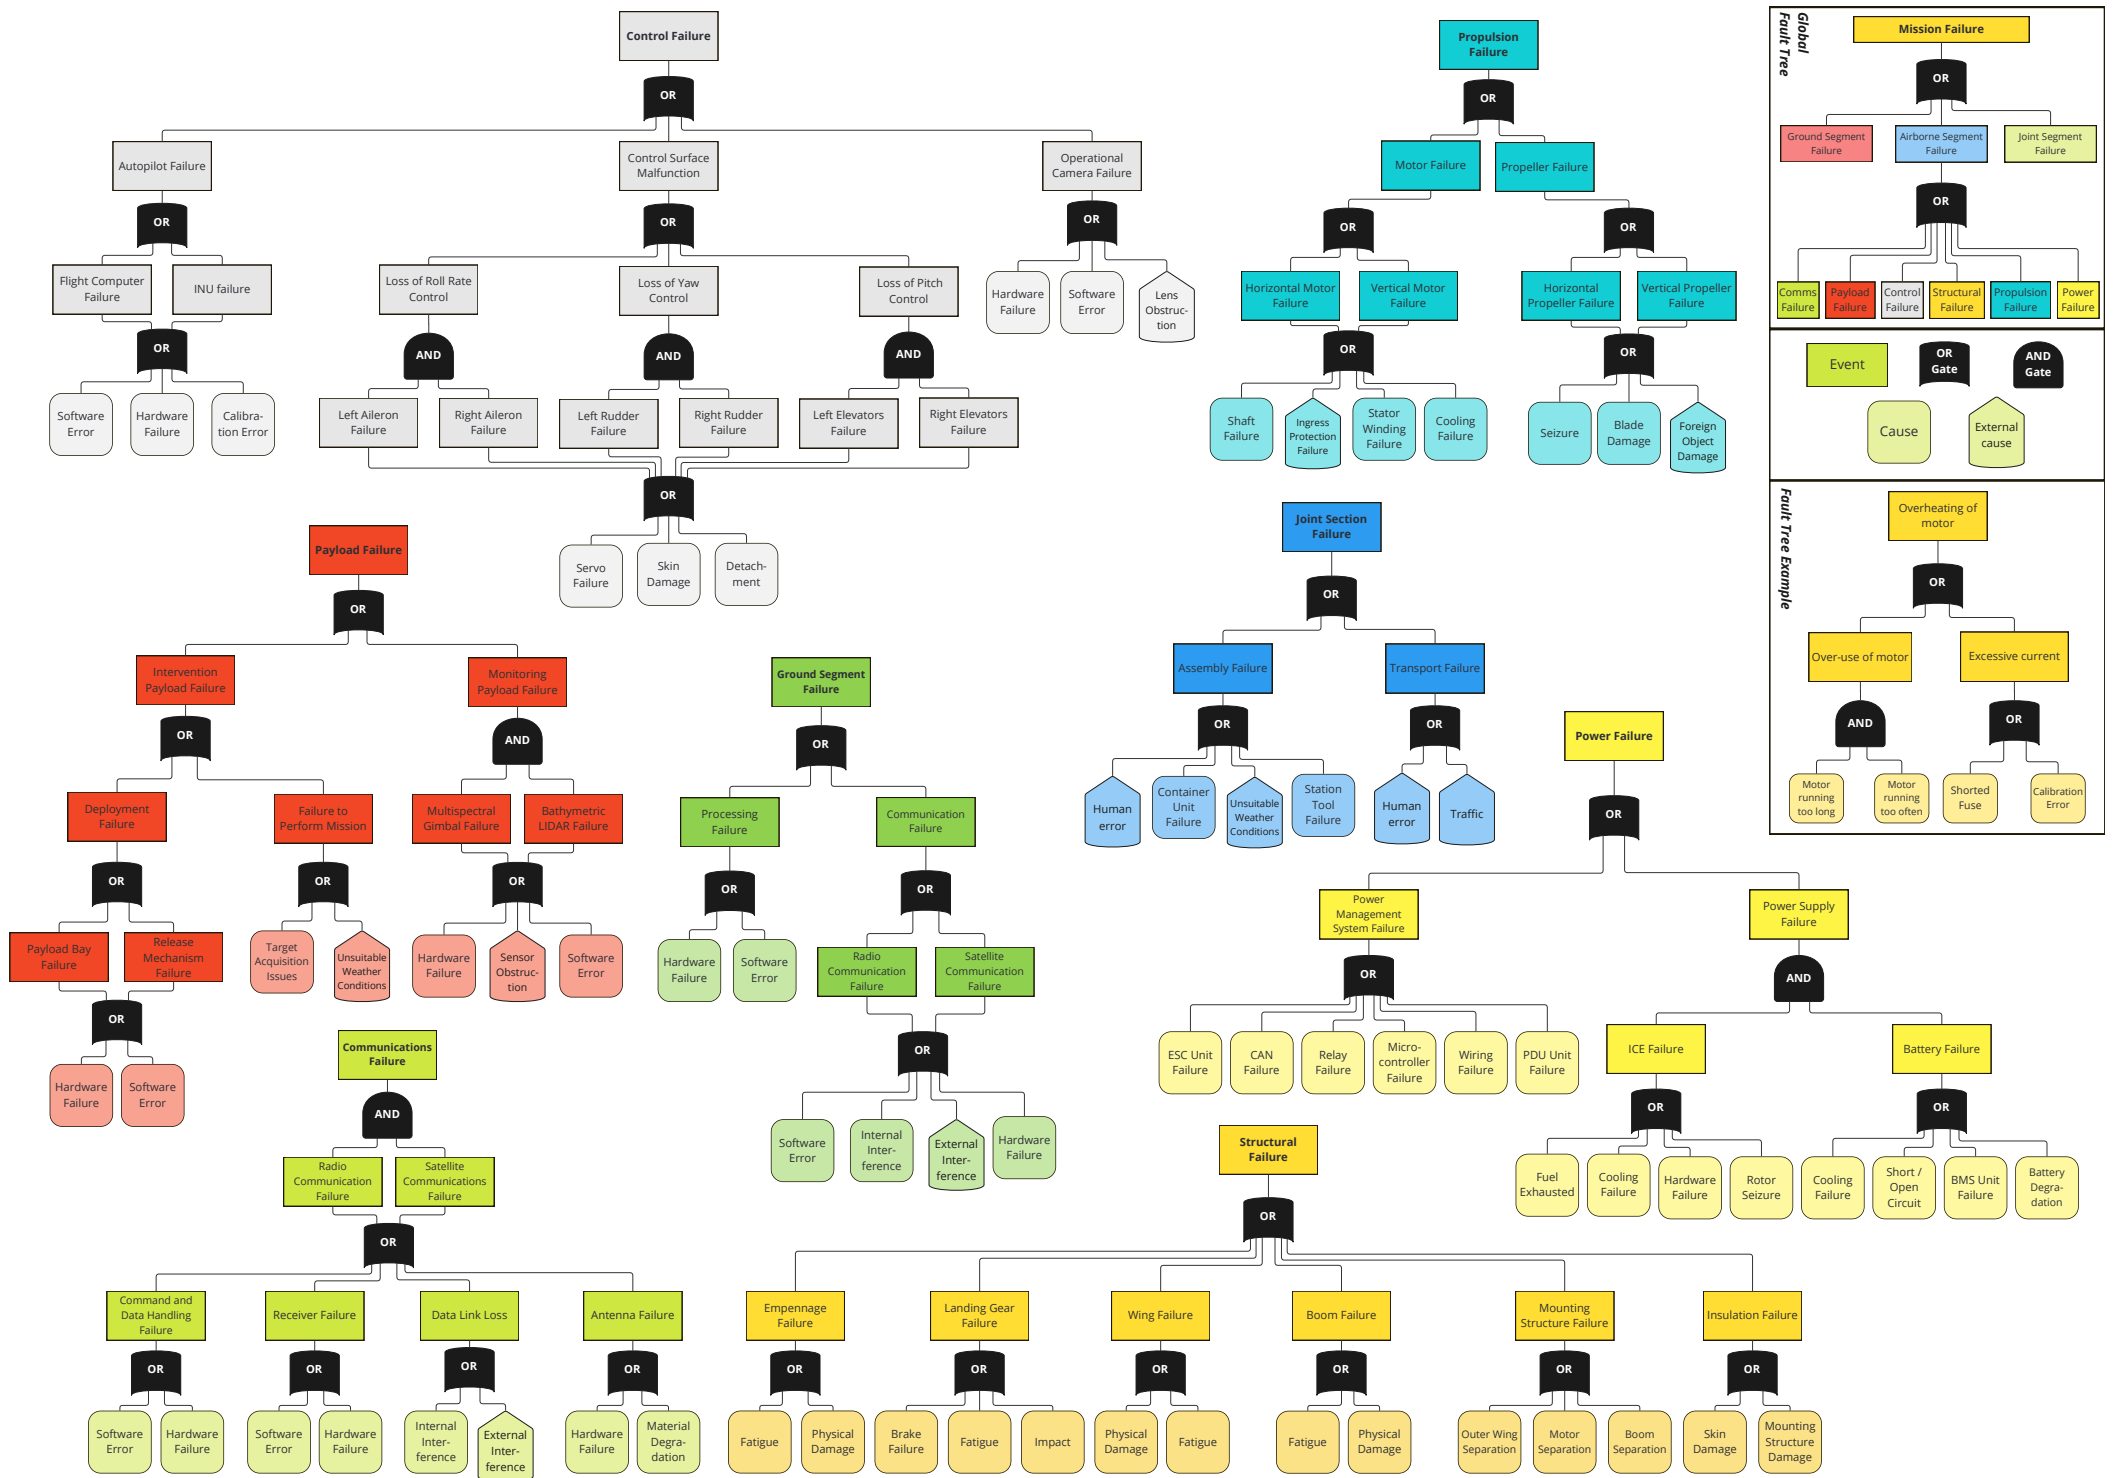 Control Failure
OR
Autopilot Failure
Control Surface
Malfunction
Operational
Camera Failure
OR
OR
OR
Flight Computer
Failure
INU failure
Loss of Roll Rate
Control
Loss of Yaw
Control
Loss of Pitch
Control
Hardware
Failure
Software
Error
Lens
Obstruc-
tion
OR
AND
AND
AND
Software
Error
Hardware
Failure
Calibra-
tion Error
Left Aileron
Failure
Right Aileron
Failure
Left Rudder
Failure
Right Rudder
Failure
Left Elevators
Failure
Right Elevators
Failure
OR
Servo
Failure
Skin
Damage
Detach-
ment
Propulsion
Failure
OR
Motor Failure
Propeller Failure
OR
OR
Horizontal Motor
Failure
Vertical Motor
Failure
Horizontal
Propeller Failure
Vertical Propeller
Failure
OR
OR
Shaft
Failure
Ingress
Protection
Failure
Stator
Winding
Failure
Cooling
Failure
Seizure
Blade
Damage
Foreign
Object
Damage
Global
Fault Tree
Mission Failure
OR
Ground Segment
Failure
Airborne Segment
Failure
Joint Segment
Failure
OR
Comms
Failure
Payload
Failure
Control
Failure
Structural
Failure
Propulsion
Failure
Power
Failure
Event
OR
Gate
AND
Gate
Cause
External
cause
Fault Tree Example
Overheating of
motor
OR
Over-use of motor
Excessive current
AND
OR
Motor
running
too long
Motor
running
too often
Shorted
Fuse
Calibration
Error
Payload Failure
OR
Intervention
Payload Failure
Monitoring
Payload Failure
OR
AND
Deployment
Failure
Failure to
Perform Mission
Multispectral
Gimbal Failure
Bathymetric
LIDAR Failure
OR
OR
OR
Payload Bay
Failure
Release
Mechanism
Failure
Target
Acquisition
Issues
Unsuitable
Weather
Conditions
Hardware
Failure
Sensor
Obstruc-
tion
Software
Error
OR
Hardware
Failure
Software
Error
Ground Segment
Failure
OR
Processing
Failure
Communication
Failure
OR
OR
Hardware
Failure
Software
Error
Radio
Communication
Failure
Satellite
Communication
Failure
OR
Software
Error
Internal
Inter-
ference
External
Inter-
ference
Hardware
Failure
Joint Section
Failure
OR
Assembly Failure
Transport Failure
OR
OR
Human
error
Container
Unit
Failure
Unsuitable
Weather
Conditions
Station
Tool
Failure
Human
error
Traffic
Power Failure
OR
Power
Management
System Failure
Power Supply
Failure
OR
AND
ESC Unit
Failure
CAN
Failure
Relay
Failure
Micro-
controller
Failure
Wiring
Failure
PDU Unit
Failure
ICE Failure
Battery Failure
OR
OR
Fuel
Exhausted
Cooling
Failure
Hardware
Failure
Rotor
Seizure
Cooling
Failure
Short /
Open
Circuit
BMS Unit
Failure
Battery
Degra-
dation
Communications
Failure
AND
Radio
Communication
Failure
Satellite
Communications
Failure
OR
Command and
Data Handling
Failure
Receiver Failure
Data Link Loss
Antenna Failure
OR
OR
OR
OR
Software
Error
Hardware
Failure
Software
Error
Hardware
Failure
Internal
Inter-
ference
External
Inter-
ference
Hardware
Failure
Material
Degra-
dation
Structural
Failure
OR
Empennage
Failure
Landing Gear
Failure
Wing Failure
Boom Failure
Mounting
Structure Failure
Insulation Failure
OR
OR
OR
OR
OR
OR
Fatigue
Physical
Damage
Brake
Failure
Fatigue
Impact
Physical
Damage
Fatigue
Fatigue
Physical
Damage
Outer Wing
Separation
Motor
Separation
Boom
Separation
Skin
Damage
Mounting
Structure
Damage